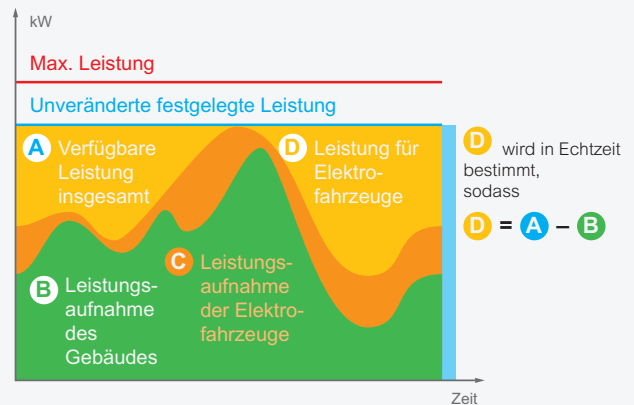 kW
Max. Leistung
Unveränderte festgelegte Leistung
A Verfügbare
Leistung
insgesamt
D Leistung für
Elektro-
fahrzeuge
B Leistungs-
aufnahme
des
Gebäudes
C Leistungs-
aufnahme
der Elektro-
fahrzeuge
Zeit
D wird in Echtzeit
bestimmt,
sodass
D = A – B